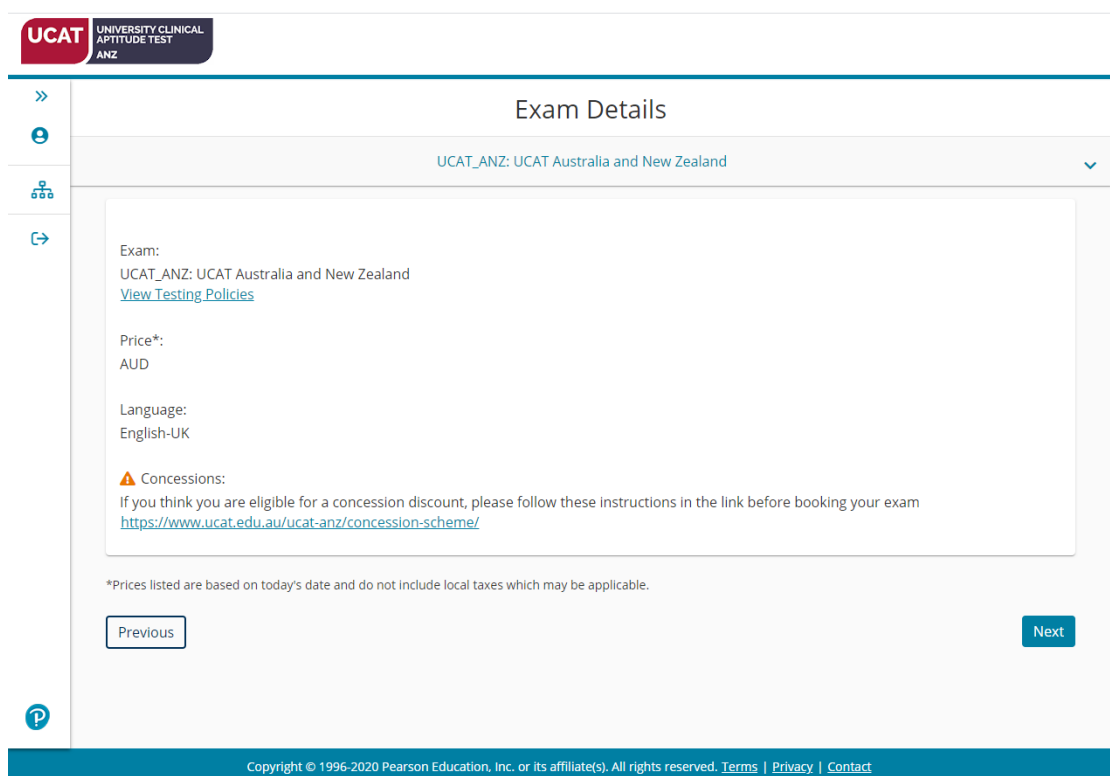 UCAT
UNIVERSITY CLINICAL
APTITUDE TEST
ANZ
Exam Details
UCAT_ANZ: UCAT Australia and New Zealand
Exam:
UCAT_ANZ: UCAT Australia and New Zealand
View Testing Policies
Price*:
AUD
Language:
English-UK
Concessions:
If you think you are eligible for a concession discount, please follow these instructions in the link before booking your exam
https://www.ucat.edu.au/ucat-anz/concession-scheme/
*Prices listed are based on today's date and do not include local taxes which may be applicable.
Previous
Next
Copyright © 1996-2020 Pearson Education, Inc. or its affiliate(s). All rights reserved. Terms | Privacy | Contact